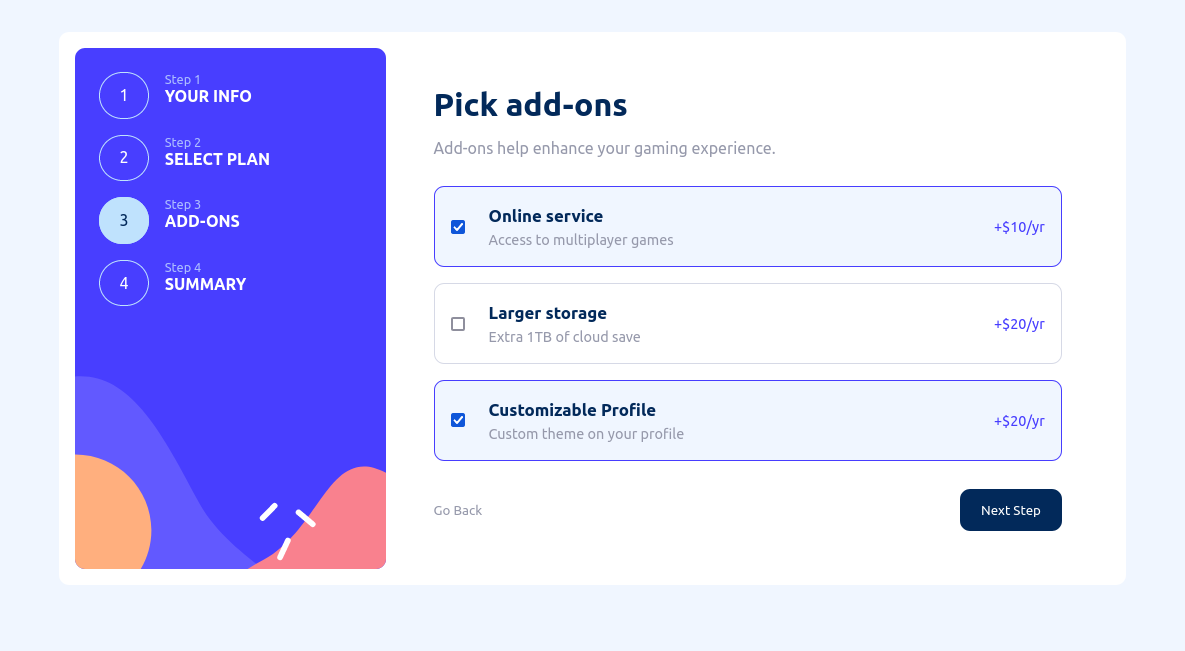 1
Step 1
YOUR INFO
2
Step 2
SELECT PLAN
3
Step 3
ADD-ONS
4
Step 4
SUMMARY
Pick add-ons
Add-ons help enhance your gaming experience.
Online service
Access to multiplayer games
+$10/yr
Larger storage
Extra 1TB of cloud save
+$20/yr
Customizable Profile
Custom theme on your profile
+$20/yr
Go Back
Next Step